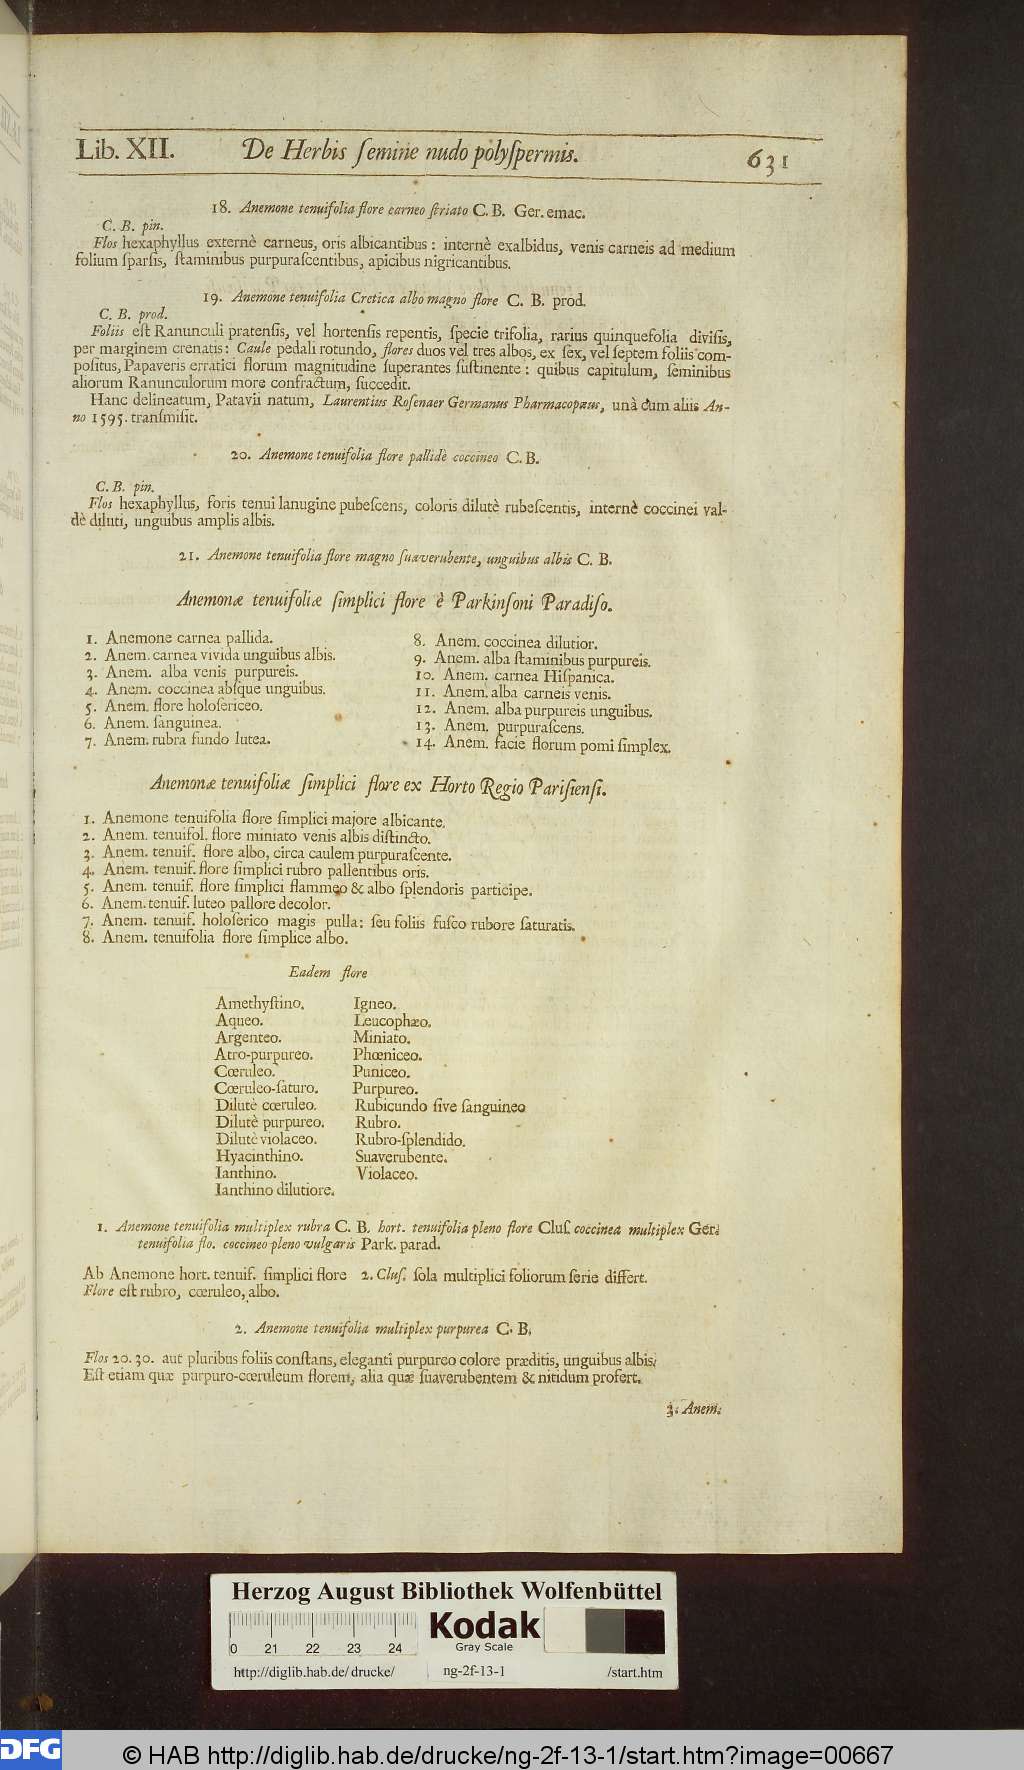 Lib. XII. De Herbis ſemine nudo polyſpermis. 631
18. Anemone tenuifolia flore carneo ſtriato C. B. Ger. emac.
C. B. pin.
Flos hexaphyllus externè carneus, oris albicantibus: internè exalbidus, venis carneis ad medium
folium ſparſis, ſtaminibus purpuraſcentibus, apicibus nigricantibus.
19. Anemone tenuifolia Cretica albo magno flore C. B. prod.
C. B. prod.
Foliis eſt Ranunculi pratenſis, vel hortenſis repentis, ſpecie trifolia, rarius quinquefolia diviſis,
per marginem crenatis: Caule pedali rotundo, flores duos vel tres albos, ex ſex, vel ſeptem foliis com-
poſitus, Papaveris erratici florum magnitudine ſuperantes ſuſtinente: quibus capitulum, ſeminibus
aliorum Ranunculorum more confractum, ſuccedit.
Hanc delineatum, Patavii natum, Laurentius Roſenaer Germanus Pharmacopæus, unà cum aliis An-
no 1595. tranſmiſit.
20. Anemone tenuifolia flore pallidè coccineo C. B.
C. B. pin.
Flos hexaphyllus, foris tenui lanugine pubeſcens, coloris dilutè rubeſcentis, internè coccinei val-
dè diluti, unguibus amplis albis.
21. Anemone tenuifolia flore magno ſuaverubente, unguibus albis C. B.
Anemonæ tenuifoliæ ſimplici flore è Parkinſoni Paradiſo.
1. Anemone carnea pallida.
2. Anem. carnea vivida unguibus albis.
3. Anem. alba venis purpureis.
4. Anem. coccinea abſque unguibus.
5. Anem. flore holoſericeo.
6. Anem. ſanguinea.
7. Anem. rubra fundo lutea.
8. Anem. coccinea dilutior.
9. Anem. alba ſtaminibus purpureis.
10. Anem. carnea Hiſpanica.
11. Anem. alba carneis venis.
12. Anem. alba purpureis unguibus.
13. Anem. purpuraſcens.
14. Anem. facie florum pomi ſimplex.
Anemonæ tenuifoliæ ſimplici flore ex Horto Regio Pariſienſi.
1. Anemone tenuifolia flore ſimplici majore albicante.
2. Anem. tenuifol. flore miniato venis albis diſtincto.
3. Anem. tenuif. flore albo, circa caulem purpuraſcente.
4. Anem. tenuif. flore ſimplici rubro pallentibus oris.
5. Anem. tenuif. flore ſimplici flammeo & albo ſplendoris participe.
6. Anem. tenuif. luteo pallore decolor.
7. Anem. tenuif. holoſerico magis pulla: ſeu foliis fuſco rubore ſaturatis.
8. Anem. tenuifolia flore ſimplice albo.
Eadem flore
Amethyſtino.
Aqueo.
Argenteo.
Atro-purpureo.
Cœruleo.
Cœruleo-ſaturo.
Dilutè cœruleo.
Dilutè purpureo.
Dilutè violaceo.
Hyacinthino.
Ianthino.
Ianthino dilutiore.
Igneo.
Leucophæo.
Miniato.
Phœniceo.
Puniceo.
Purpureo.
Rubicundo ſive ſanguineo
Rubro.
Rubro-ſplendido.
Suaverubente.
Violaceo.
1. Anemone tenuifolia multiplex rubra C. B. hort. tenuifolia pleno flore Cluſ. coccinea multiplex Ger.
tenuifolia flo. coccineo pleno vulgaris Park. parad.
Ab Anemone hort. tenuif. ſimplici flore 2. Cluſ. ſola multiplici foliorum ſerie differt.
Flore eſt rubro, cœruleo, albo.
2. Anemone tenuifolia multiplex purpurea C. B.
Flos 20. 30. aut pluribus foliis conſtans, eleganti purpureo colore præditis, unguibus albis.
Eſt etiam quæ purpuro-cœruleum florem, alia quæ ſuaverubentem & nitidum profert.
3. Anem.
Herzog August Bibliothek Wolfenbüttel
Kodak
Gray Scale
0 21 22 23 24
http://diglib.hab.de/drucke/ ng-2f-13-1 /start.htm
DFG © HAB http://diglib.hab.de/drucke/ng-2f-13-1/start.htm?image=00667